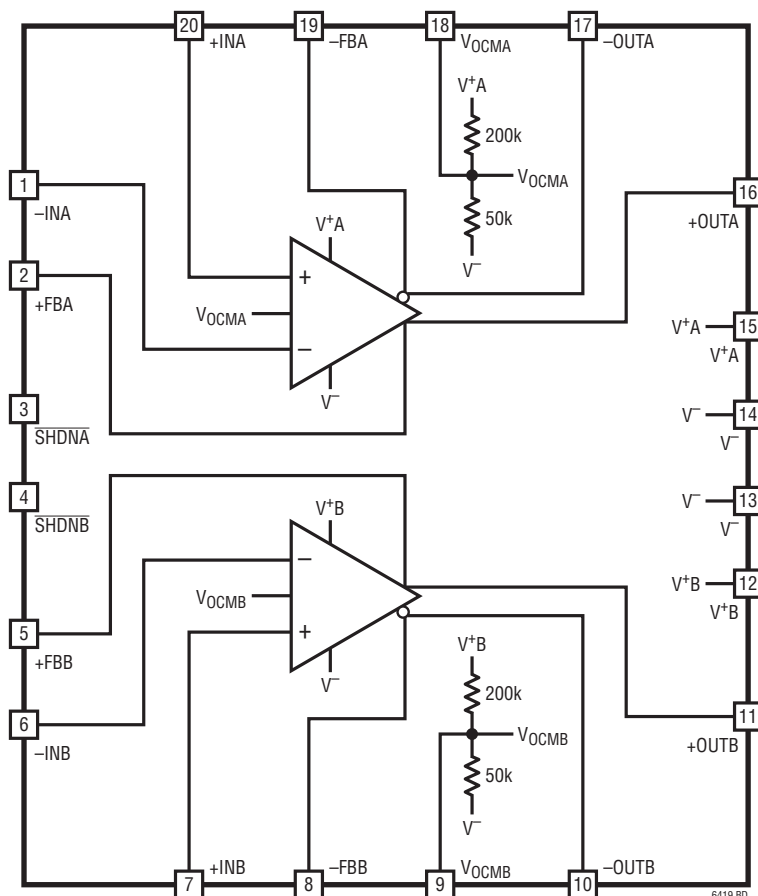 20
+INA
19
–FBA
18
VOCMA
17
–OUTA
V+A
200k
VOCMA
50k
V–
1
–INA
16
+OUTA
2
+FBA
V+A
+
VOCMA
–
V–
V+A
15
V+A
3
SHDNA
V–
14
V–
4
SHDNB
V–
13
V–
V+B
–
VOCMB
+
V–
V+B
12
V+B
5
+FBB
V+B
200k
VOCMB
50k
V–
6
–INB
11
+OUTB
7
+INB
8
–FBB
9
VOCMB
10
–OUTB
6419 BD